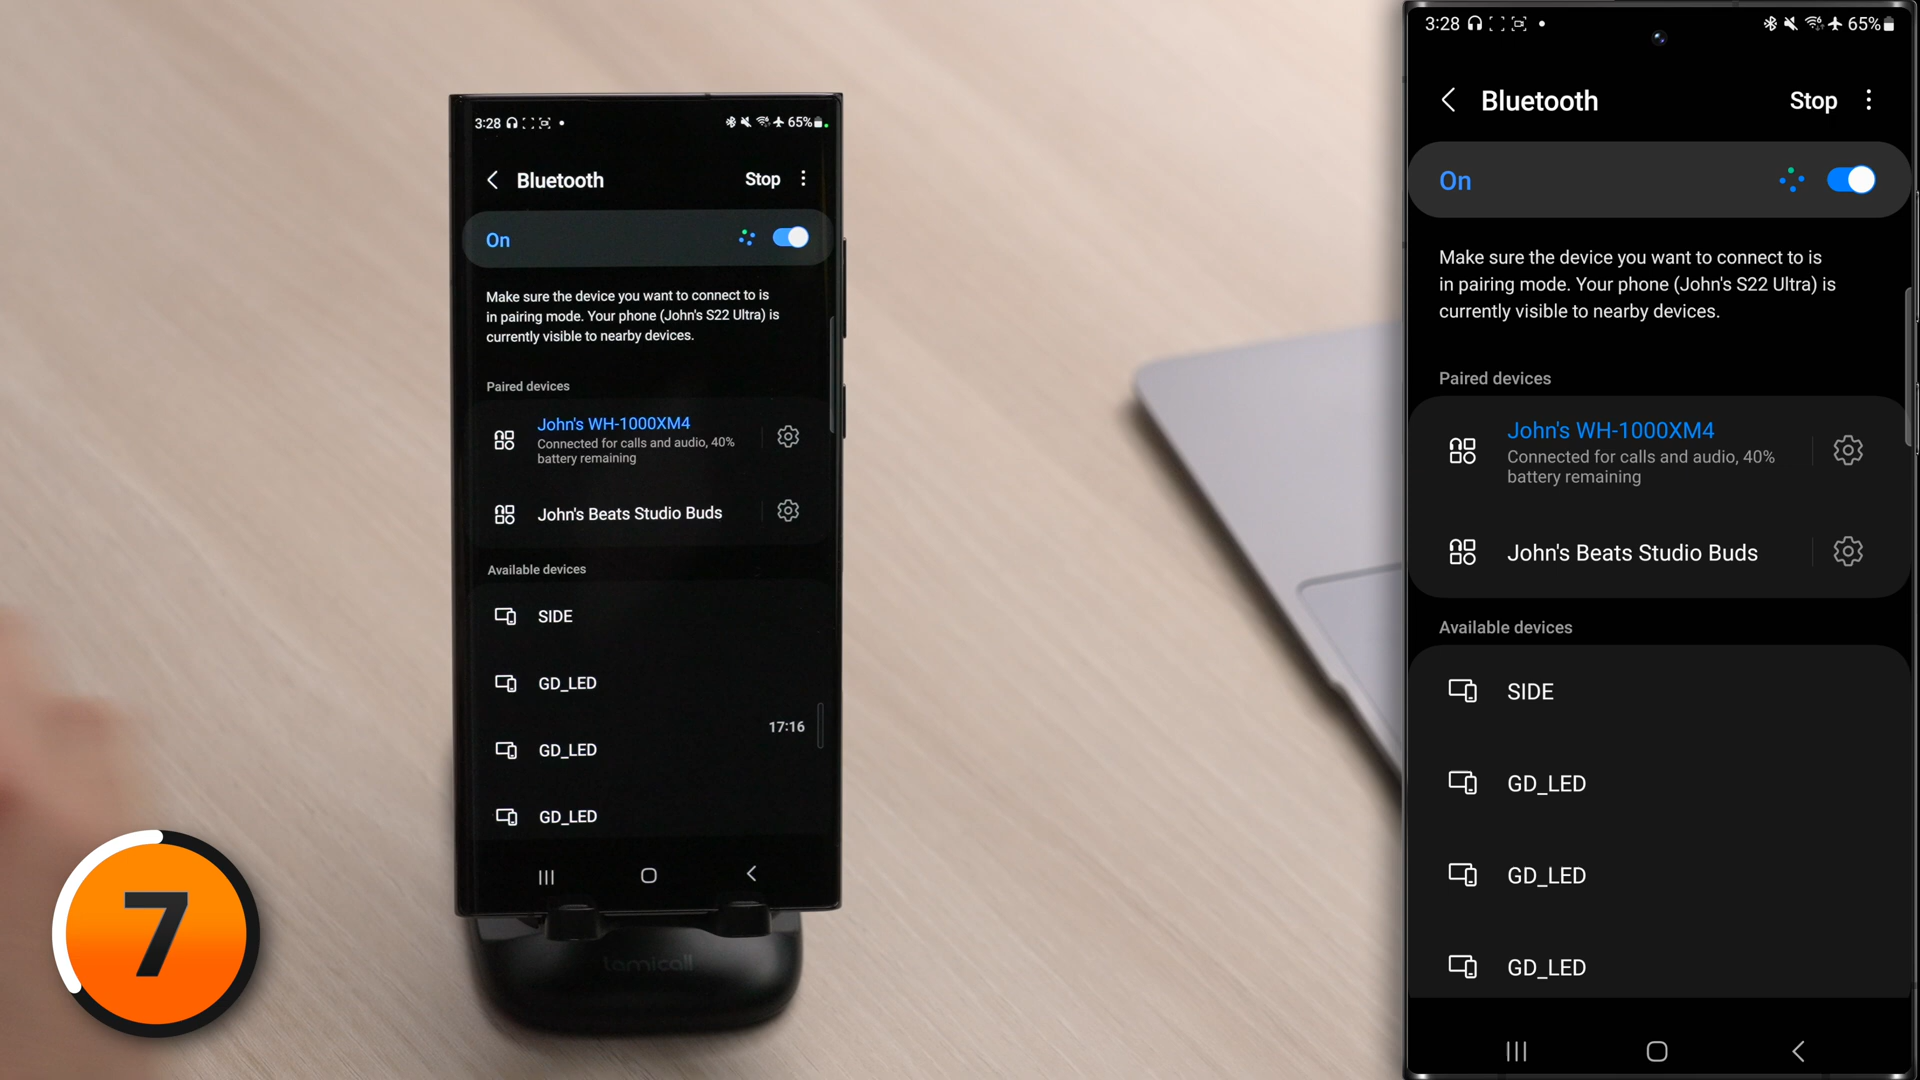 3:28
65%
Bluetooth
Stop
On
Make sure the device you want to connect to is
in pairing mode. Your phone (John's S22 Ultra) is
currently visible to nearby devices.
Paired devices
John's WH-1000XM4
Connected for calls and audio, 40%
battery remaining
John's Beats Studio Buds
Available devices
SIDE
GD_LED
GD_LED
17:16
GD_LED
lamicall
7
3:28
65%
Bluetooth
Stop
On
Make sure the device you want to connect to is
in pairing mode. Your phone (John's S22 Ultra) is
currently visible to nearby devices.
Paired devices
John's WH-1000XM4
Connected for calls and audio, 40%
battery remaining
John's Beats Studio Buds
Available devices
SIDE
GD_LED
GD_LED
GD_LED